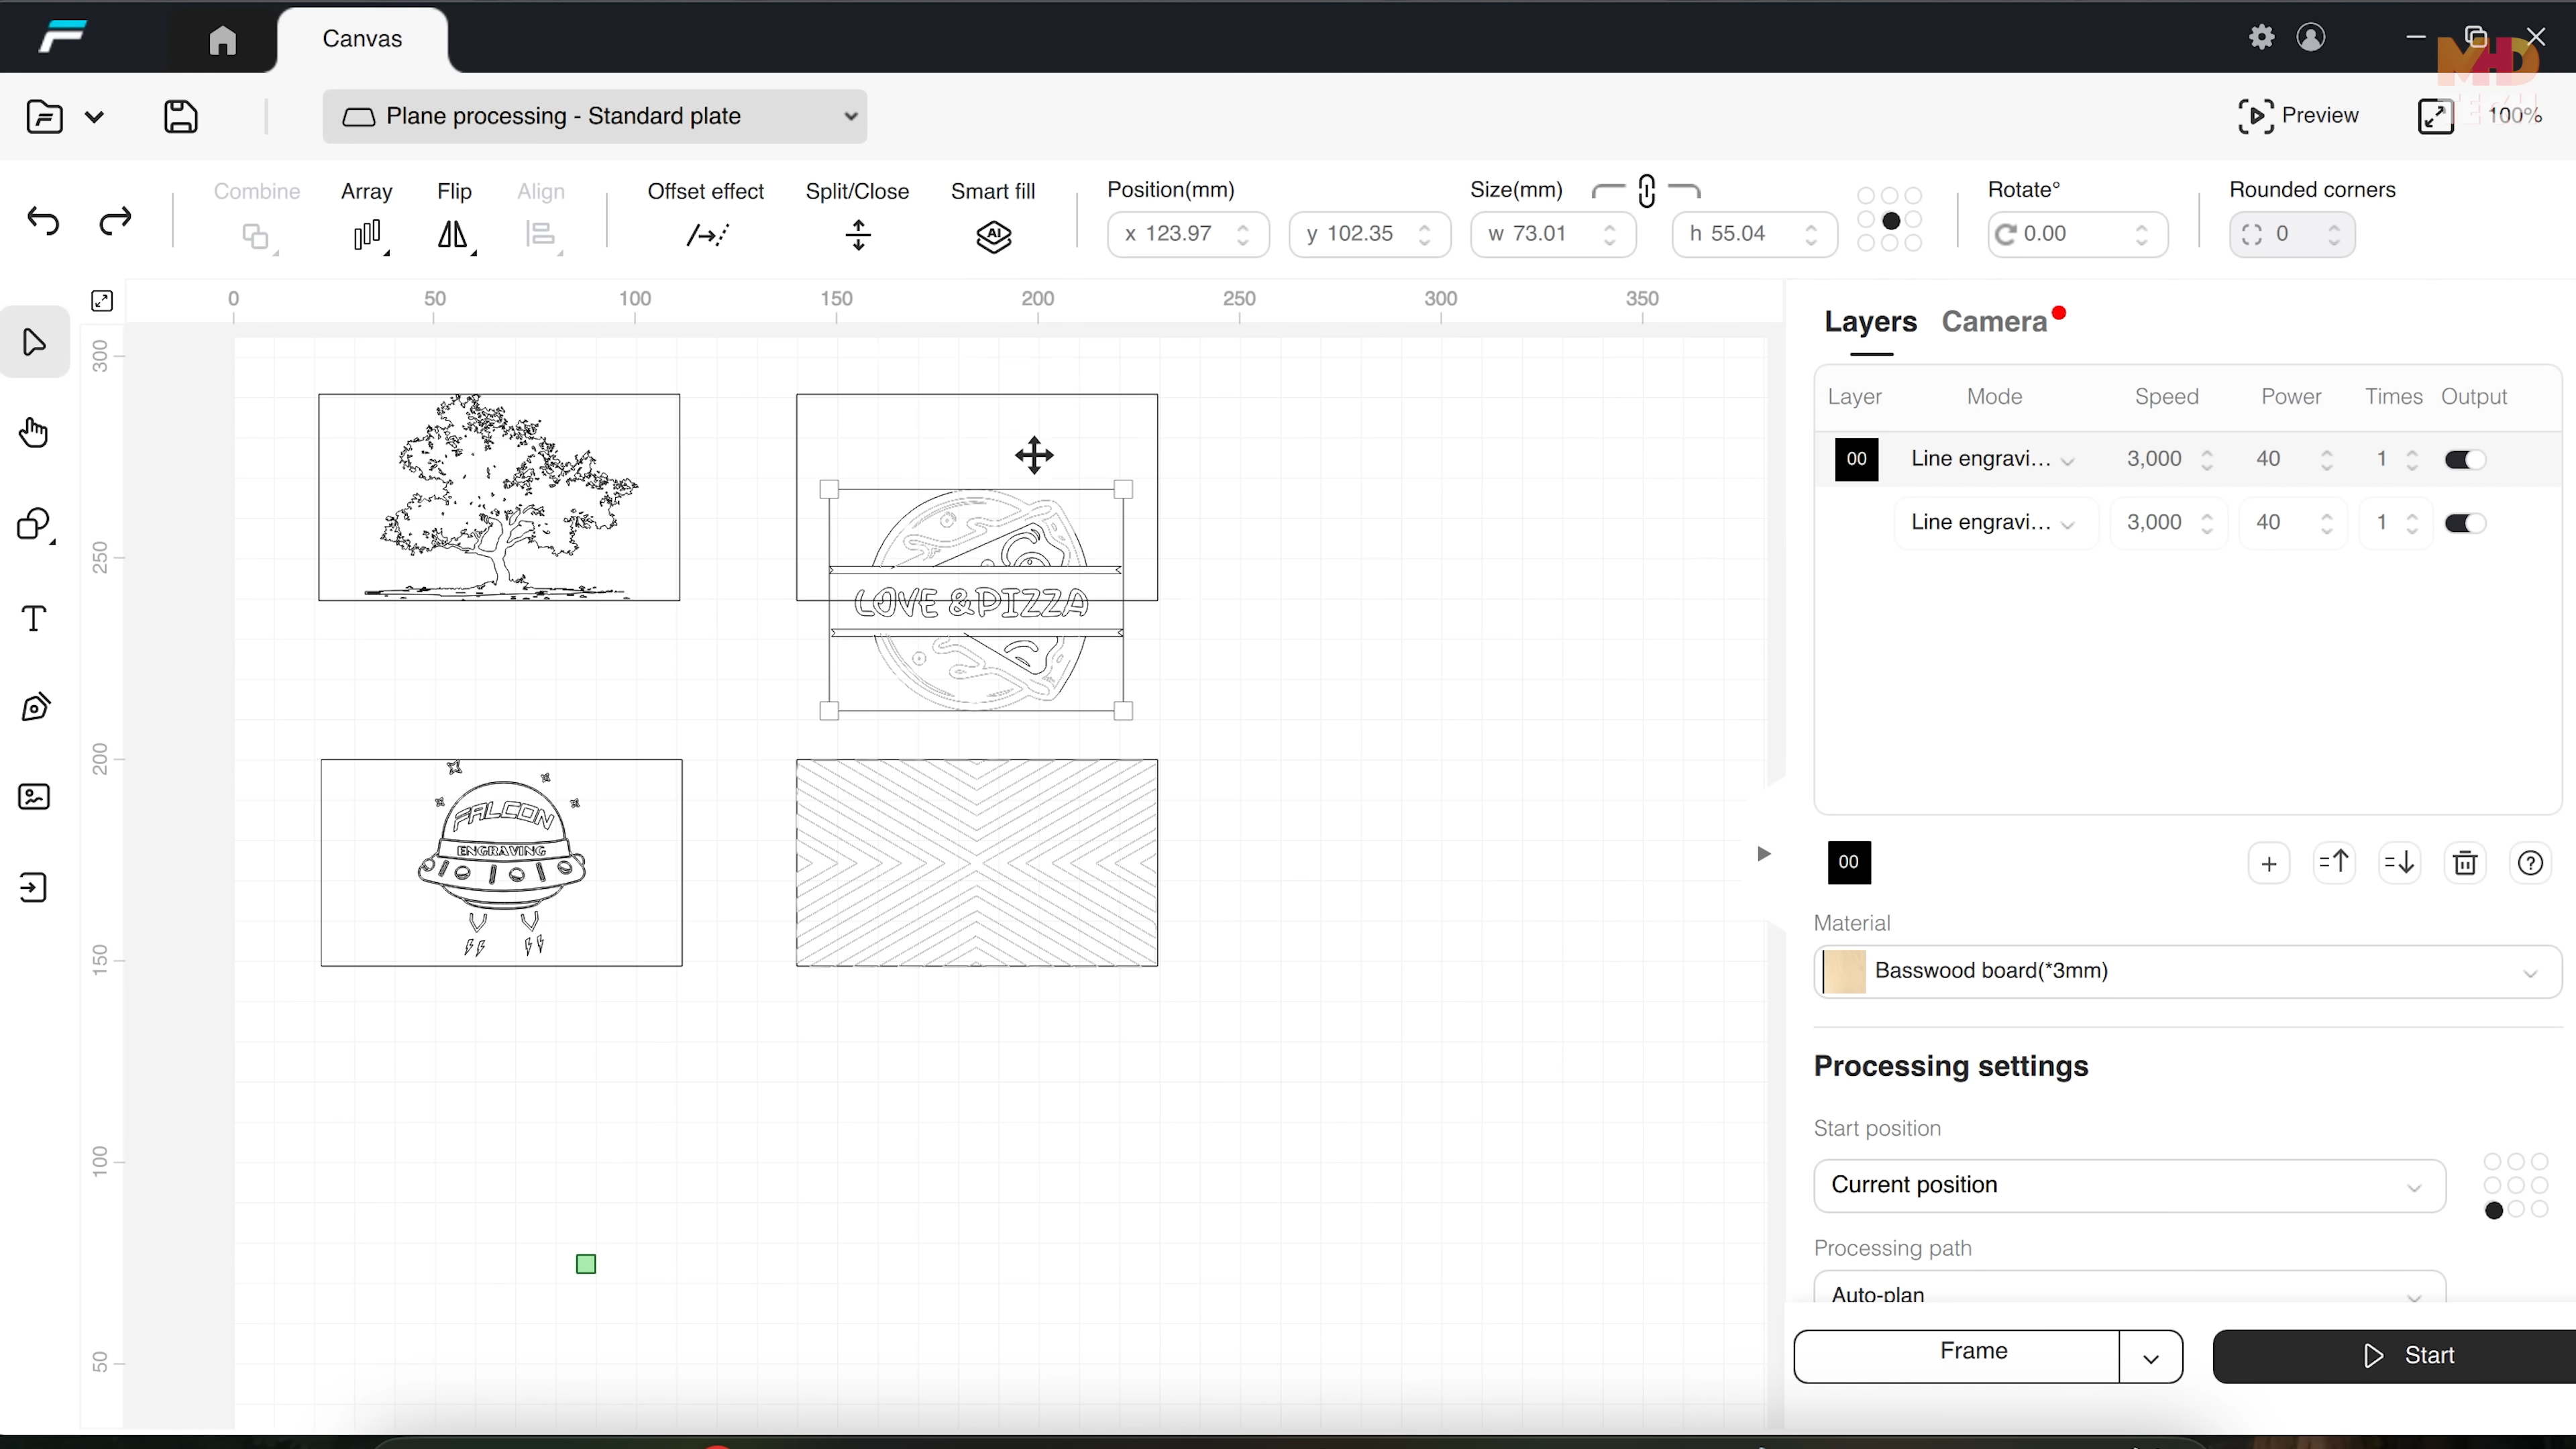 Canvas
MHD
TECH
Plane processing - Standard plate
Preview
100%
Combine
Array
Flip
Align
Offset effect
Split/Close
Smart fill
Position(mm)
Size(mm)
Rotate°
Rounded corners
AI
x 123.97
y 102.35
w 73.01
h 55.04
0.00
0
0 50 100 150 200 250 300 350
Layers Camera
Layer Mode Speed Power Times Output
00 Line engravi... 3,000 40 1
Line engravi... 3,000 40 1
300
250
200
150
100
50
LOVE & PIZZA
FALCON
ENGRAVING
00
Material
Basswood board(*3mm)
Processing settings
Start position
Current position
Processing path
Auto-plan
Frame
Start